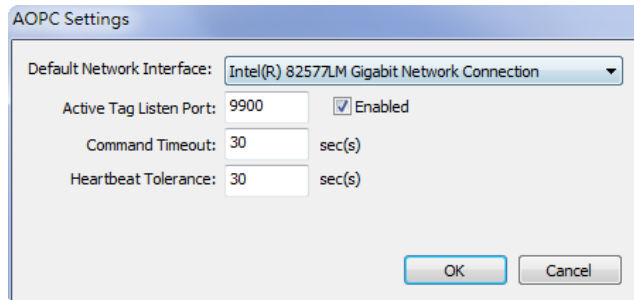 AOPC Settings
Default Network Interface: Intel(R) 82577LM Gigabit Network Connection
Active Tag Listen Port: 9900 Enabled
Command Timeout: 30 sec(s)
Heartbeat Tolerance: 30 sec(s)
OK Cancel